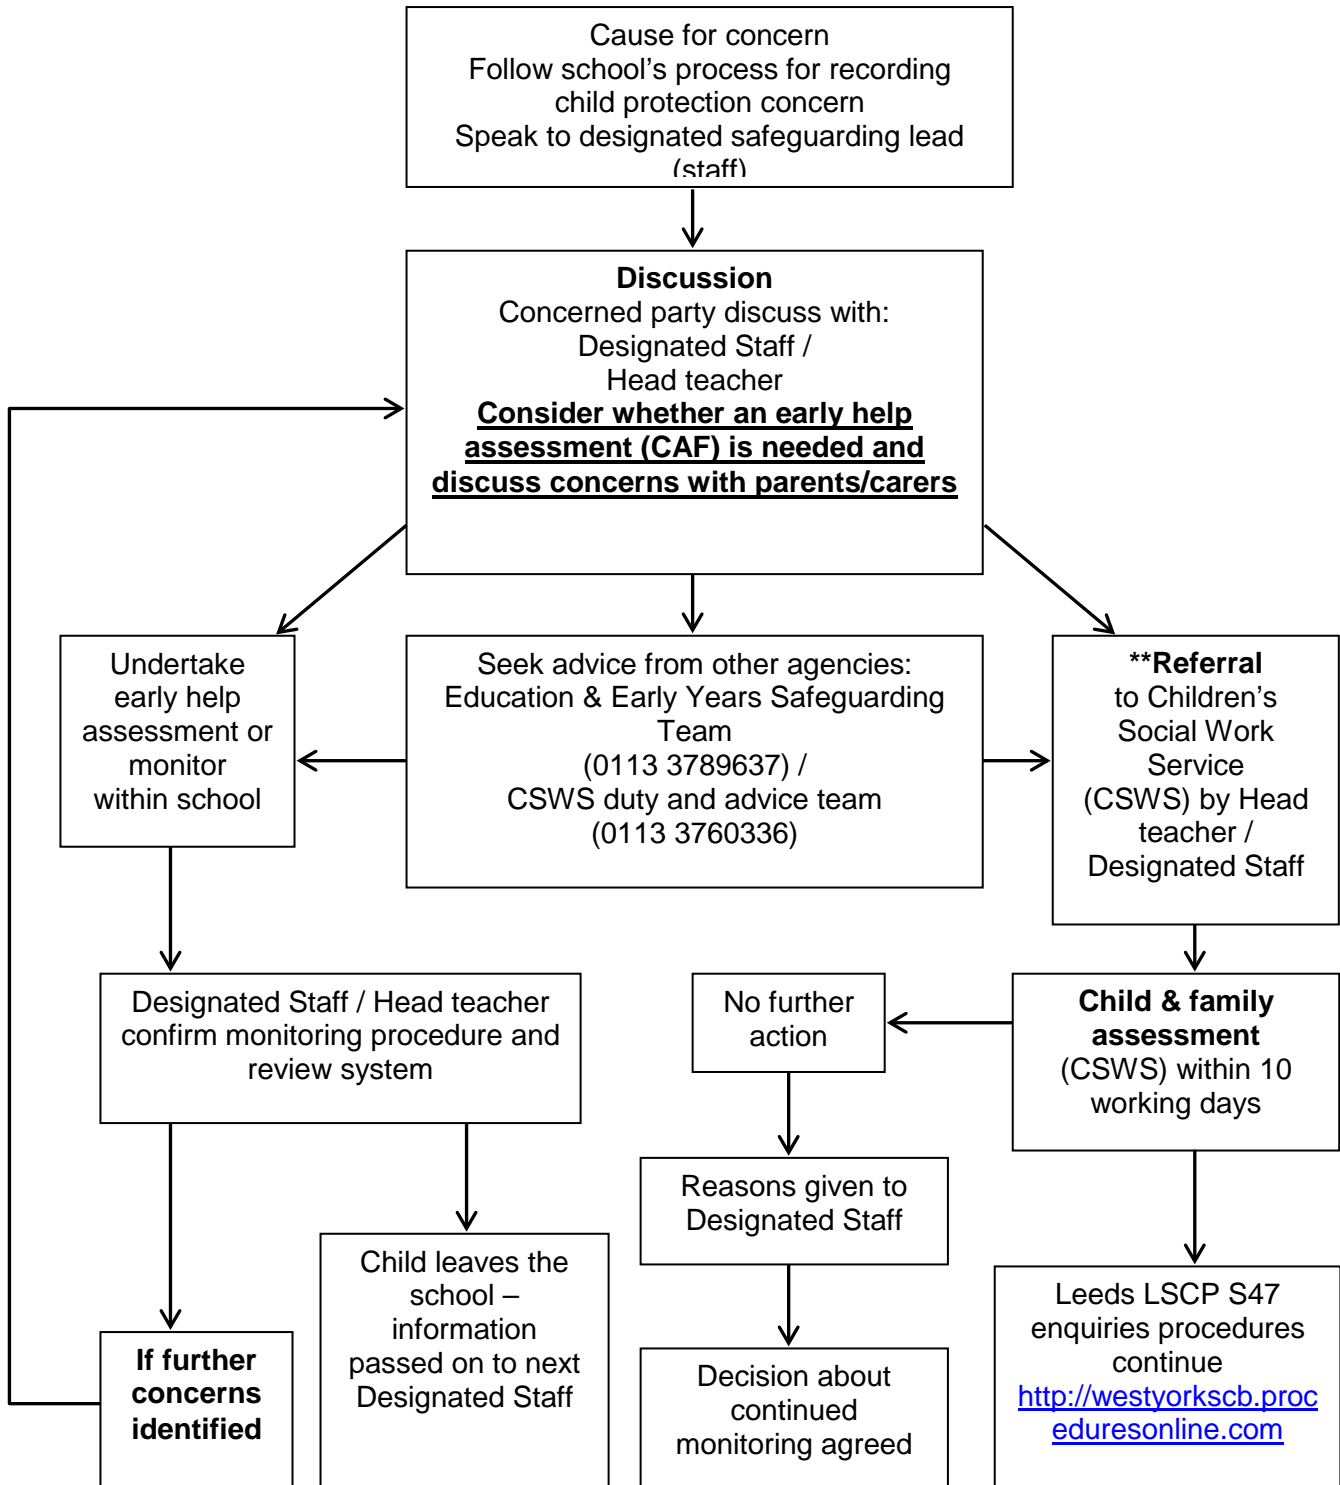 Cause for concern
Follow school’s process for recording
child protection concern
Speak to designated safeguarding lead
(staff)
Discussion
Concerned party discuss with:
Designated Staff /
Head teacher
Consider whether an early help
assessment (CAF) is needed and
discuss concerns with parents/carers
Undertake
early help
assessment or
monitor
within school
Seek advice from other agencies:
Education & Early Years Safeguarding
Team
(0113 3789637) /
CSWS duty and advice team
(0113 3760336)
**Referral
to Children’s
Social Work
Service
(CSWS) by Head
teacher /
Designated Staff
Designated Staff / Head teacher
confirm monitoring procedure and
review system
No further
action
Child & family
assessment
(CSWS) within 10
working days
Reasons given to
Designated Staff
Child leaves the
school –
information
passed on to next
Designated Staff
If further
concerns
identified
Decision about
continued
monitoring agreed
Leeds LSCP S47
enquiries procedures
continue
http://westyorkscb.proc
eduresonline.com